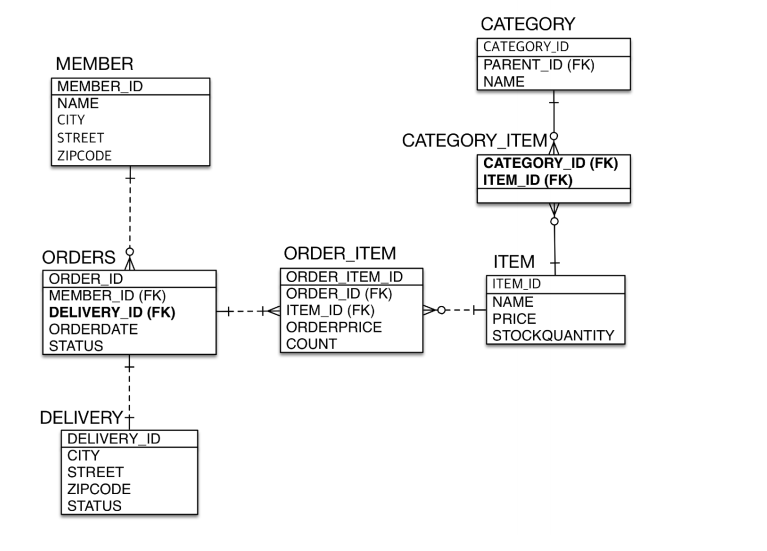 CATEGORY
CATEGORY_ID
PARENT_ID (FK)
NAME
MEMBER
MEMBER_ID
NAME
CITY
STREET
ZIPCODE
CATEGORY_ITEM
CATEGORY_ID (FK)
ITEM_ID (FK)
ORDERS
ORDER_ID
MEMBER_ID (FK)
DELIVERY_ID (FK)
ORDERDATE
STATUS
ORDER_ITEM
ORDER_ITEM_ID
ORDER_ID (FK)
ITEM_ID (FK)
ORDERPRICE
COUNT
ITEM
ITEM_ID
NAME
PRICE
STOCKQUANTITY
DELIVERY
DELIVERY_ID
CITY
STREET
ZIPCODE
STATUS